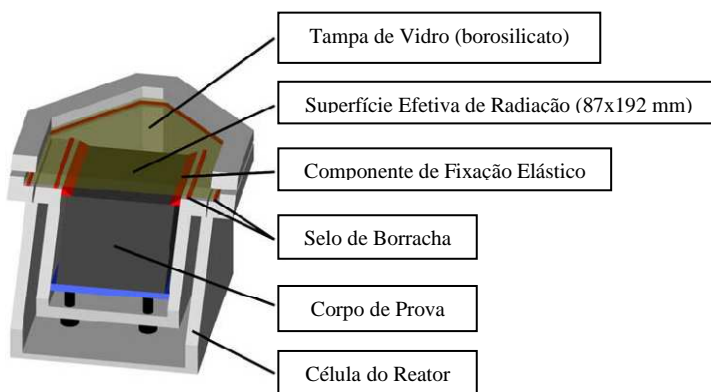 Tampa de Vidro (borosilicato)
Superfície Efetiva de Radiação (87x192 mm)
Componente de Fixação Elástico
Selo de Borracha
Corpo de Prova
Célula do Reator